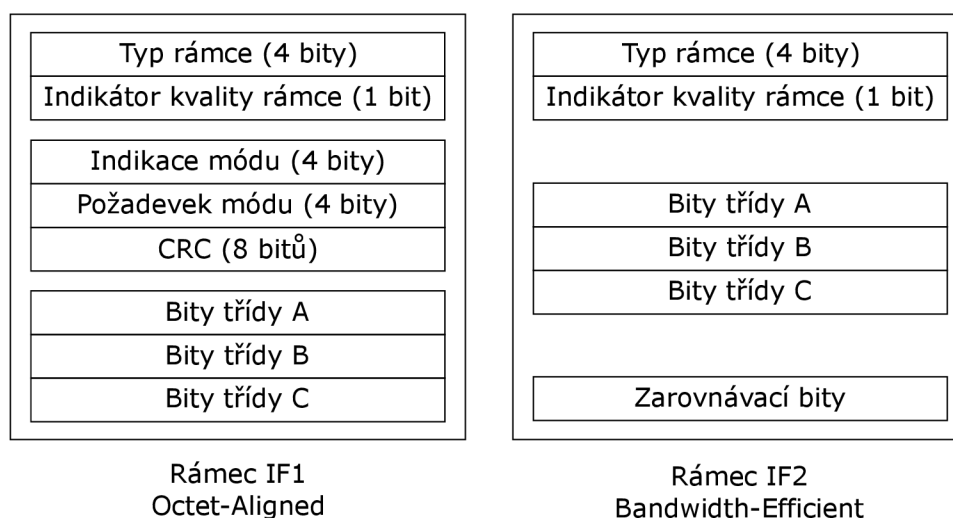 Typ rámce (4 bity)
Indikátor kvality rámce (1 bit)
Indikace módu (4 bity)
Požadevek módu (4 bity)
CRC (8 bitů)
Bity třídy A
Bity třídy B
Bity třídy C
Rámec IF1
Octet-Aligned
Typ rámce (4 bity)
Indikátor kvality rámce (1 bit)
Bity třídy A
Bity třídy B
Bity třídy C
Zarovnávací bity
Rámec IF2
Bandwidth-Efficient